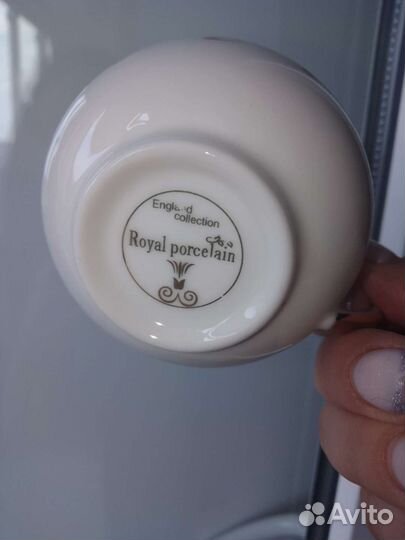 England
collection
Royal porcelain
Avito